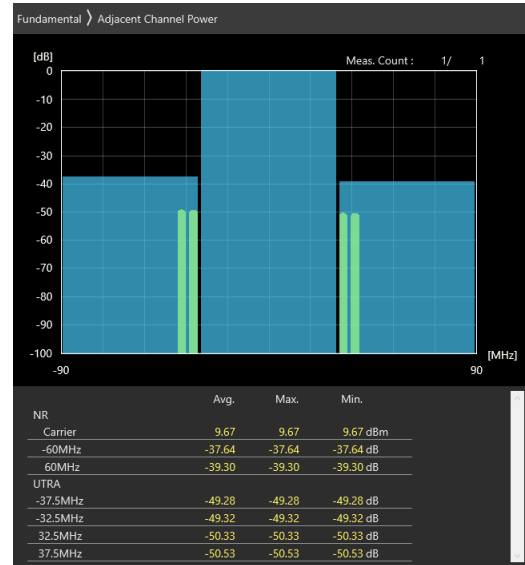 Fundamental 〉 Adjacent Channel Power
[dB]
Meas. Count : 1/ 1
0
-10
-20
-30
-40
-50
-60
-70
-80
-90
-100
[MHz]
-90 90
Avg. Max. Min.
NR
Carrier 9.67 9.67 9.67 dBm
-60MHz -37.64 -37.64 -37.64 dB
60MHz -39.30 -39.30 -39.30 dB
UTRA
-37.5MHz -49.28 -49.28 -49.28 dB
-32.5MHz -49.32 -49.32 -49.32 dB
32.5MHz -50.33 -50.33 -50.33 dB
37.5MHz -50.53 -50.53 -50.53 dB